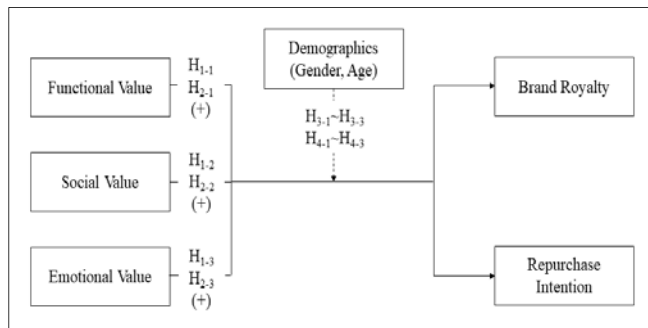 Demographics
(Gender, Age)
Functional Value
H1-1
H2-1
(+)
Brand Royalty
H3-1~H3-3
H4-1~H4-3
Social Value
H1-2
H2-2
(+)
Emotional Value
H1-3
H2-3
(+)
Repurchase
Intention